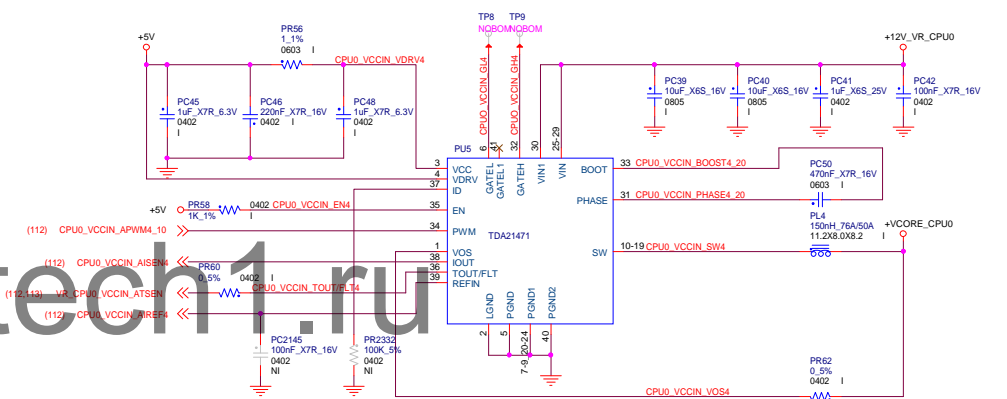 TP8 TP9
NOBOM NOBOM
+5V
PR56
1_1%
0603 I
CPU0_VCCIN_VDRV4
CPU0_VCCIN_GL4
CPU0_VCCIN_GH4
+12V_VR_CPU0
PC45
1uF_X7R_6.3V
0402
I
PC46
220nF_X7R_16V
0402
I
PC48
1uF_X7R_6.3V
0402
I
PC39
10uF_X6S_16V
0805
I
PC40
10uF_X6S_16V
0805
I
PC41
1uF_X6S_25V
0402
I
PC42
100nF_X7R_16V
0402
I
PU5
6 41 32 30 25-29
GATEL GATEL1 GATEH VIN1 VIN
3 VCC
4 VDRV
37 ID
35 EN
34 PWM
1 VOS
38 IOUT
36 TOUT/FLT
39 REFIN
TDA21471
BOOT 33 CPU0_VCCIN_BOOST4_20
PHASE 31 CPU0_VCCIN_PHASE4_20
SW 10-19 CPU0_VCCIN_SW4
PC50
470nF_X7R_16V
0603 I
PL4
150nH_76A/50A
11.2X8.0X8.2 I
+VCORE_CPU0
+5V
PR58
1K_1%
0402
I
CPU0_VCCIN_EN4
(112) CPU0_VCCIN_APWM4_10
(112) CPU0_VCCIN_AISEN4
PR60
0_5%
0402 I
(112,113) VR_CPU0_VCCIN_ATSEN
CPU0_VCCIN_TOUT/FLT4
(112) CPU0_VCCIN_AIREF4
tech1.ru
LGND PGND PGND1 PGND2
2 5 7-9_20-24 40
PC2145
100nF_X7R_16V
0402
NI
PR2332
100K_5%
0402
NI
PR62
0_5%
0402 I
CPU0_VCCIN_VOS4